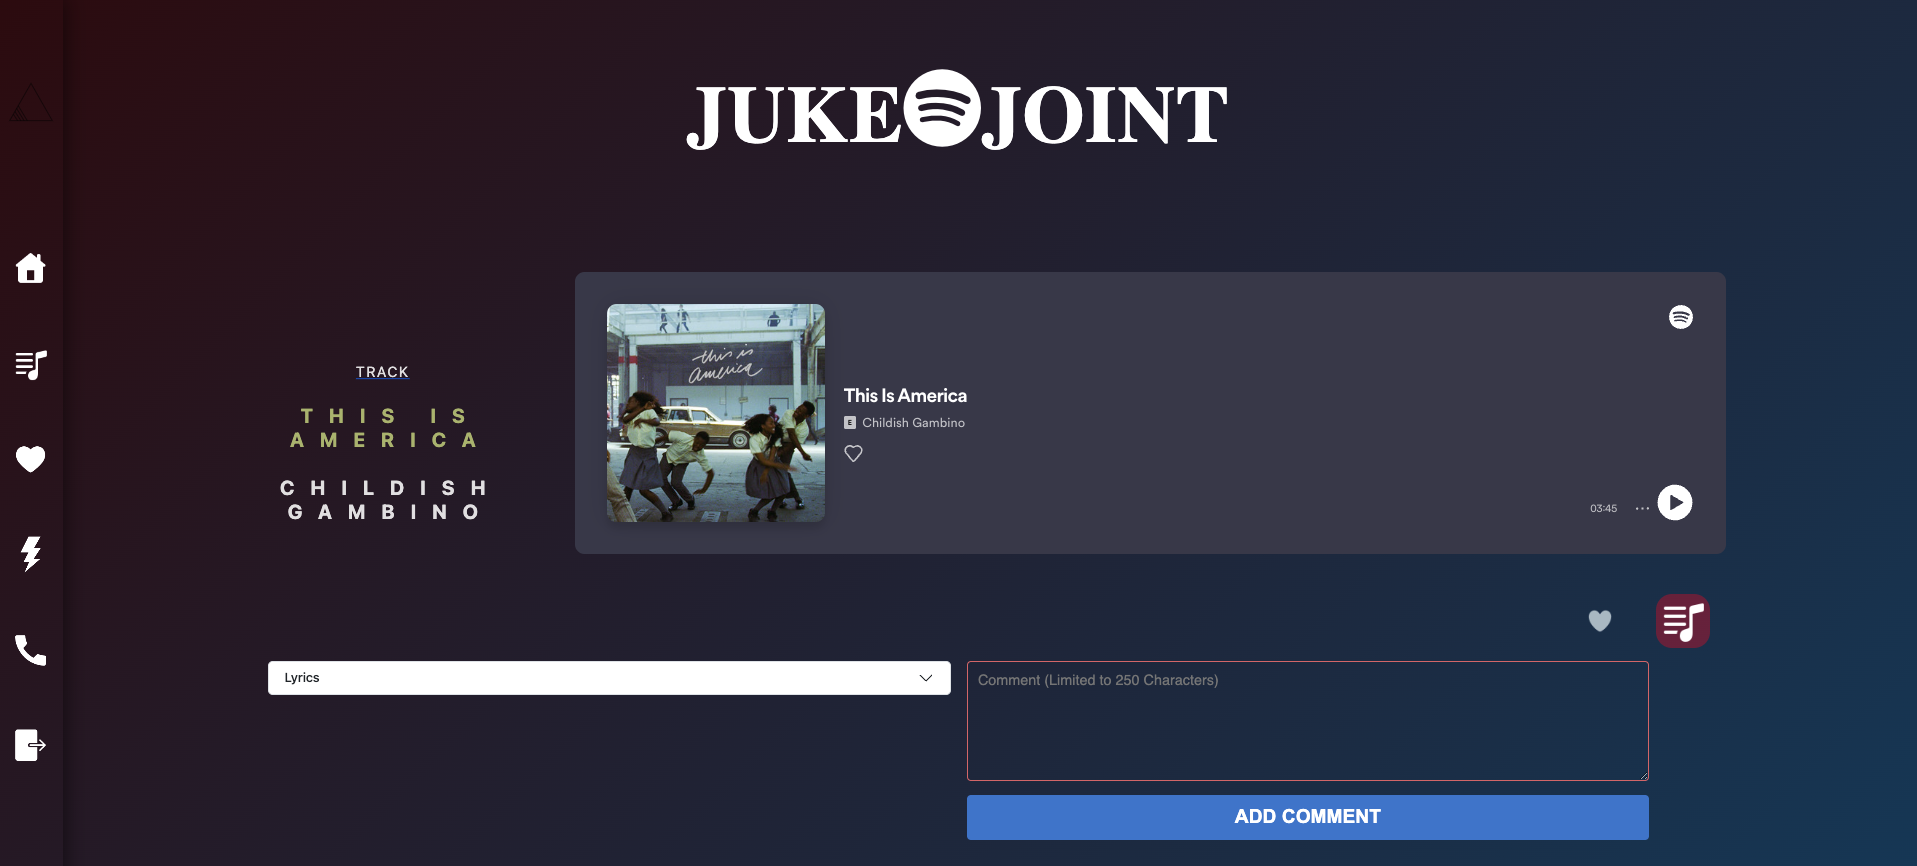 JUKE JOINT
TRACK
THIS IS
AMERICA
CHILDISH
GAMBINO
this is
america
This Is America
E Childish Gambino
03:45
Lyrics
Comment (Limited to 250 Characters)
ADD COMMENT